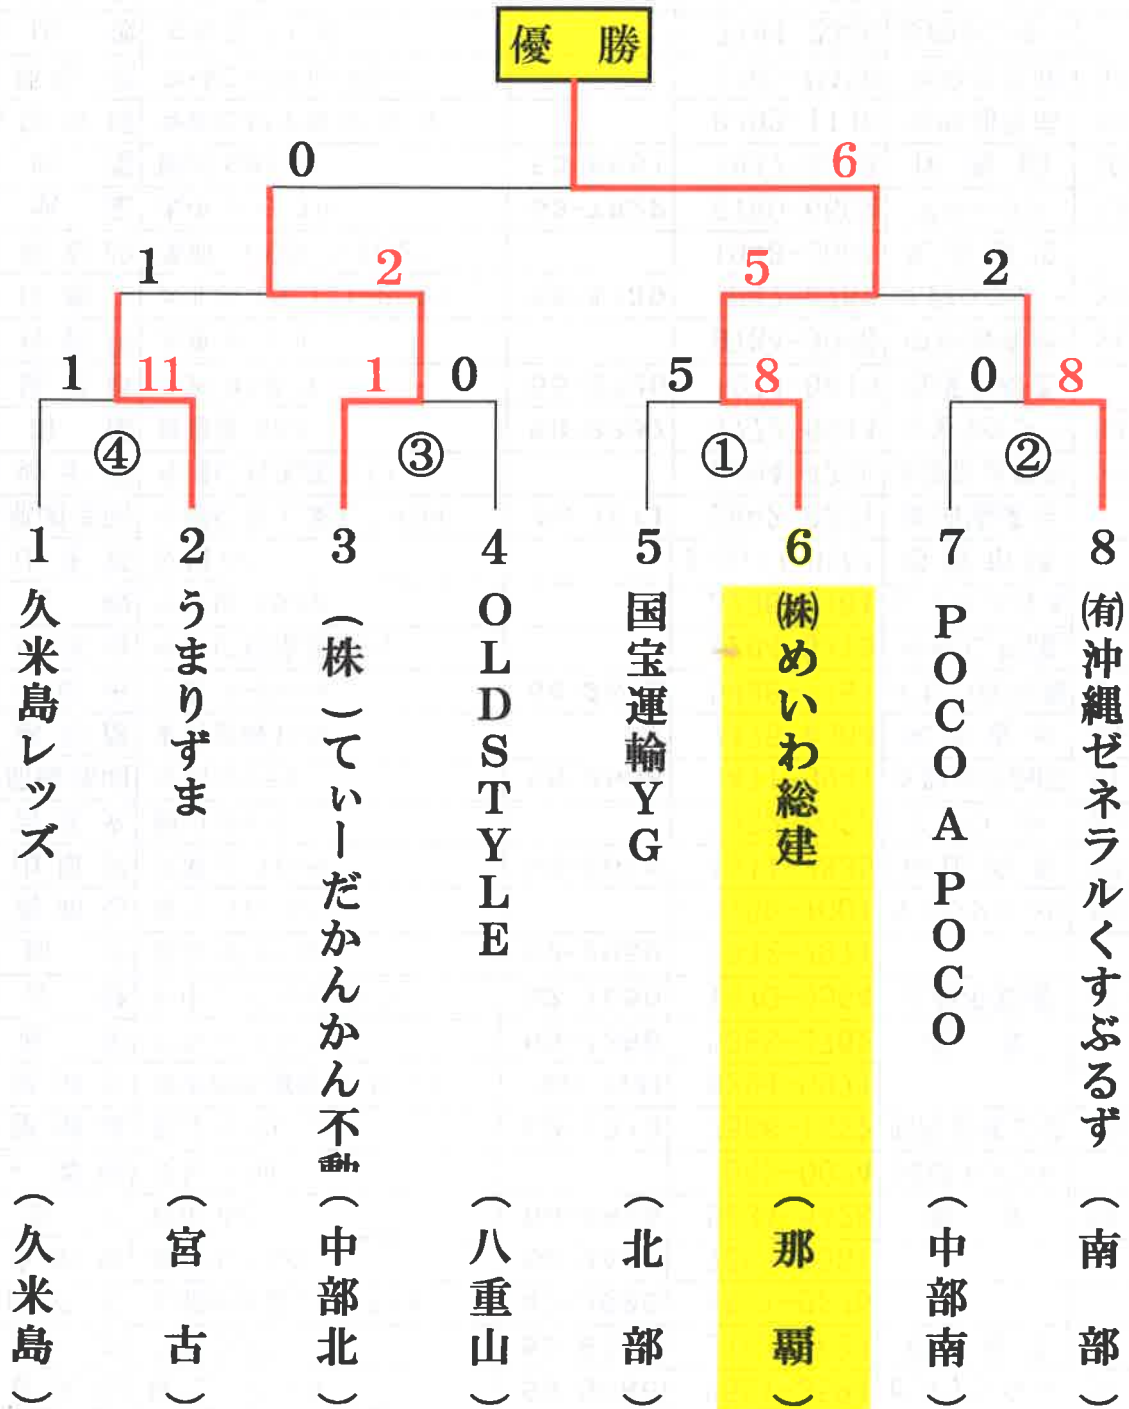 優 勝
0 6
1 2 5 2
1 11 1 0 5 8 0 8
④ ③ ① ②
1 2 3 4 5 6 7 8
久米島レッズ
うまりずま
(株)てぃーだかんかん不動
OLDSTYLE
国宝運輸YG
㈱めいわ総建
POCO A POCO
㈲沖縄ゼネラルくすぶるず
(久米島)
(宮 古)
(中部北)
(八重山)
(北 部)
(那 覇)
(中部南)
(南 部)